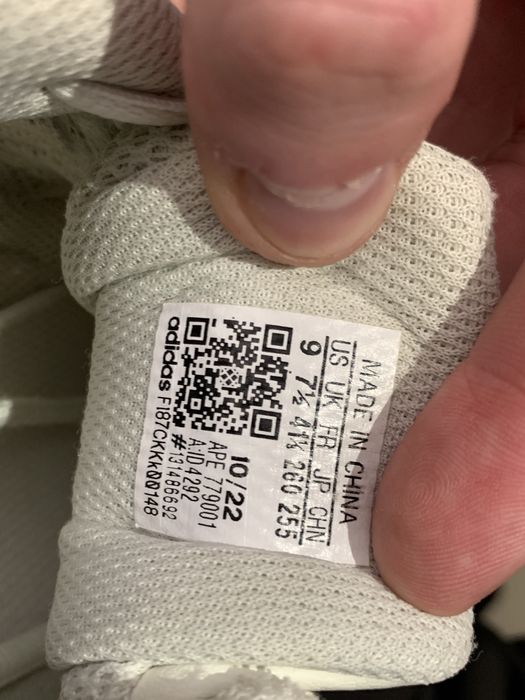 MADE IN CHINA
US UK FR JP CHN
9 7½ 41⅓ 260 255
10/22
APE 779001
A:ID4292
#131486692
adidas FI87CKKk00148